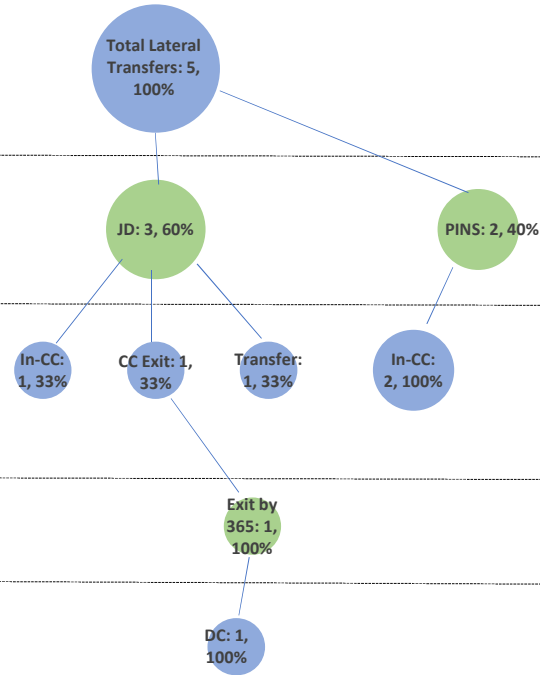 Total Lateral
Transfers: 5,
100%
JD: 3, 60%
PINS: 2, 40%
In-CC:
1, 33%
CC Exit: 1,
33%
Transfer:
1, 33%
In-CC:
2, 100%
Exit by
365: 1,
100%
DC: 1,
100%